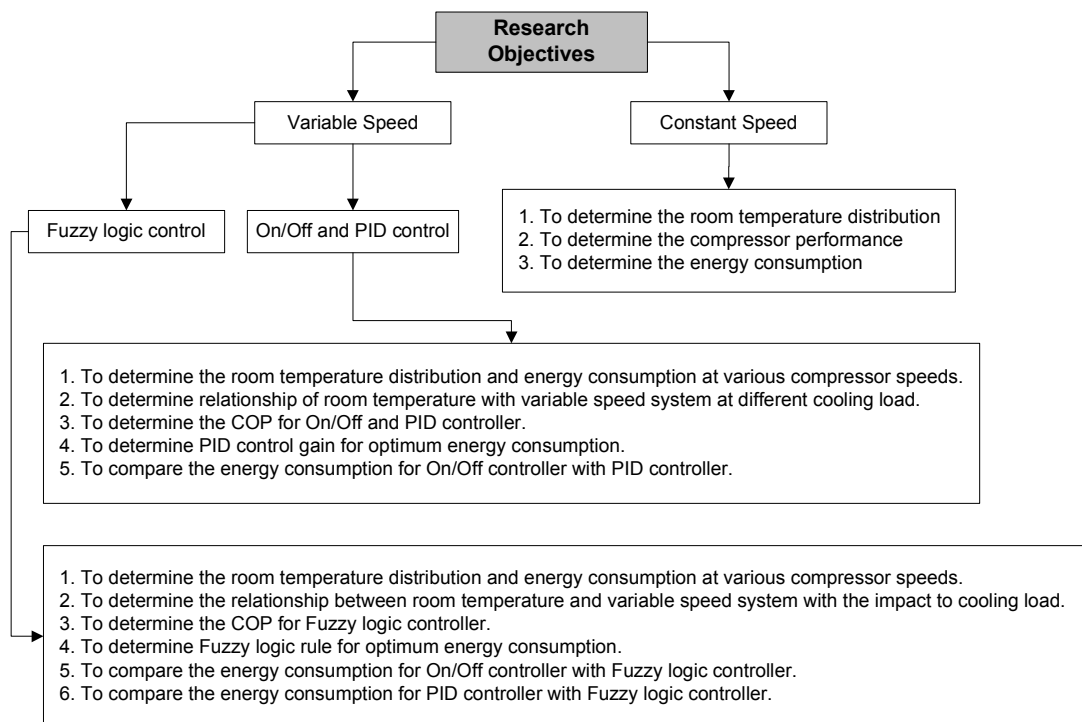 Research
Objectives
Variable Speed
Constant Speed
Fuzzy logic control
On/Off and PID control
1. To determine the room temperature distribution
2. To determine the compressor performance
3. To determine the energy consumption
1. To determine the room temperature distribution and energy consumption at various compressor speeds.
2. To determine relationship of room temperature with variable speed system at different cooling load.
3. To determine the COP for On/Off and PID controller.
4. To determine PID control gain for optimum energy consumption.
5. To compare the energy consumption for On/Off controller with PID controller.
1. To determine the room temperature distribution and energy consumption at various compressor speeds.
2. To determine the relationship between room temperature and variable speed system with the impact to cooling load.
3. To determine the COP for Fuzzy logic controller.
4. To determine Fuzzy logic rule for optimum energy consumption.
5. To compare the energy consumption for On/Off controller with Fuzzy logic controller.
6. To compare the energy consumption for PID controller with Fuzzy logic controller.